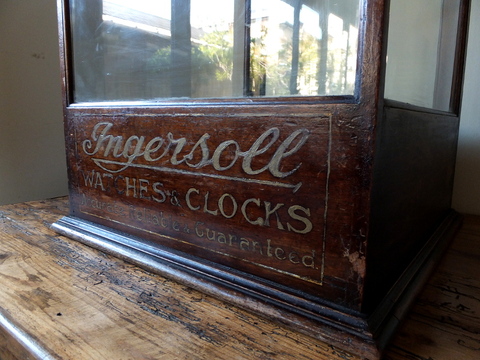 Ingersoll
WATCHES & CLOCKS
Guaranteed.